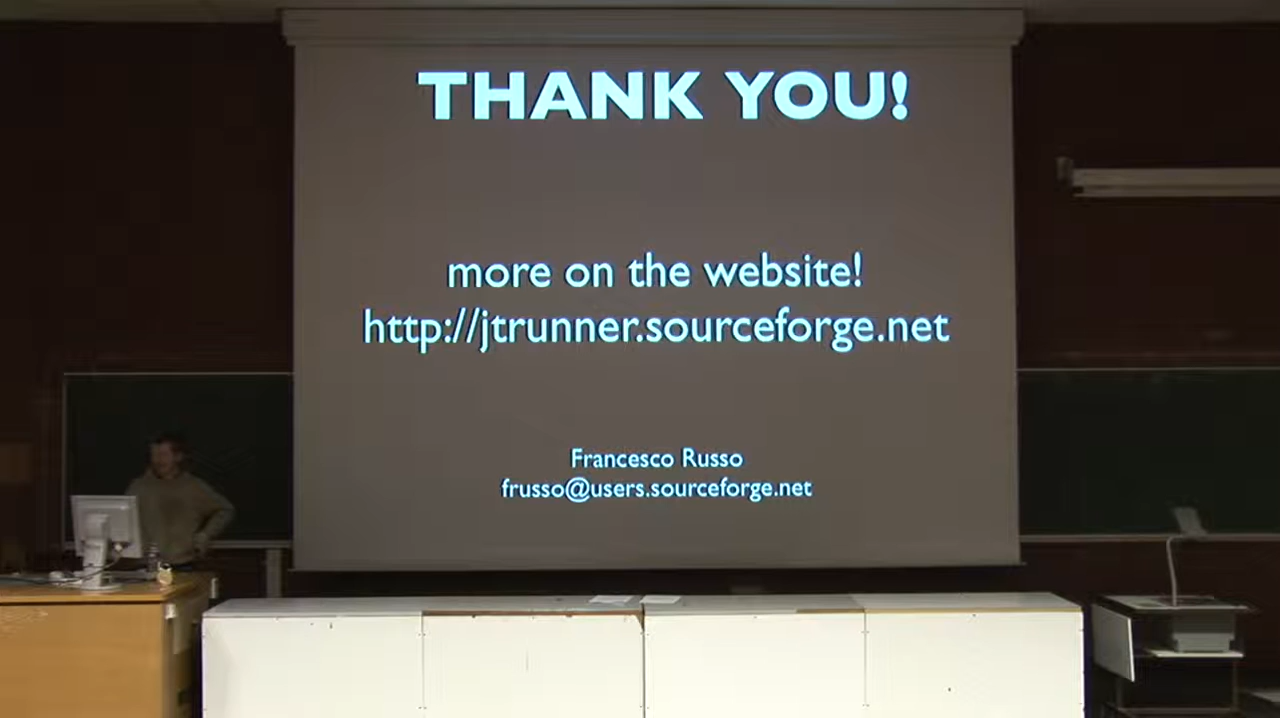 THANK YOU!
more on the website!
http://jtrunner.sourceforge.net
Francesco Russo
frusso@users.sourceforge.net